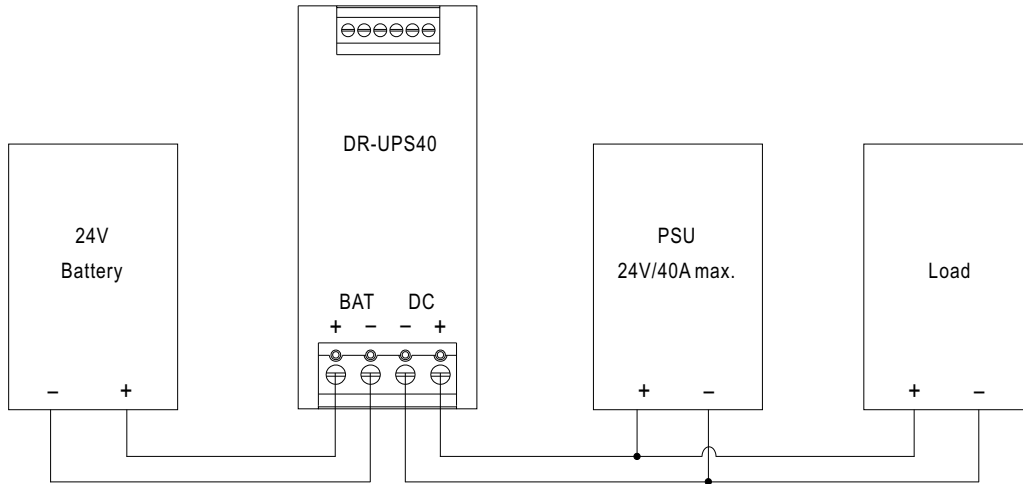 DR-UPS40
24V
Battery
PSU
24V/40A max.
Load
BAT DC
+ − − +
− +
+ −
+ −